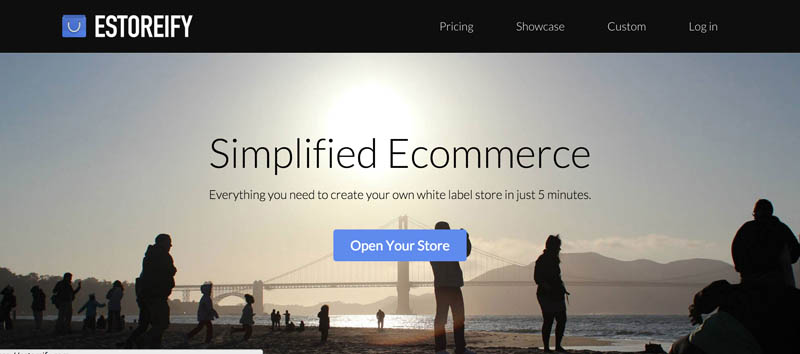 ESTOREIFY
Pricing Showcase Custom Log in
Simplified Ecommerce
Everything you need to create your own white label store in just 5 minutes.
Open Your Store